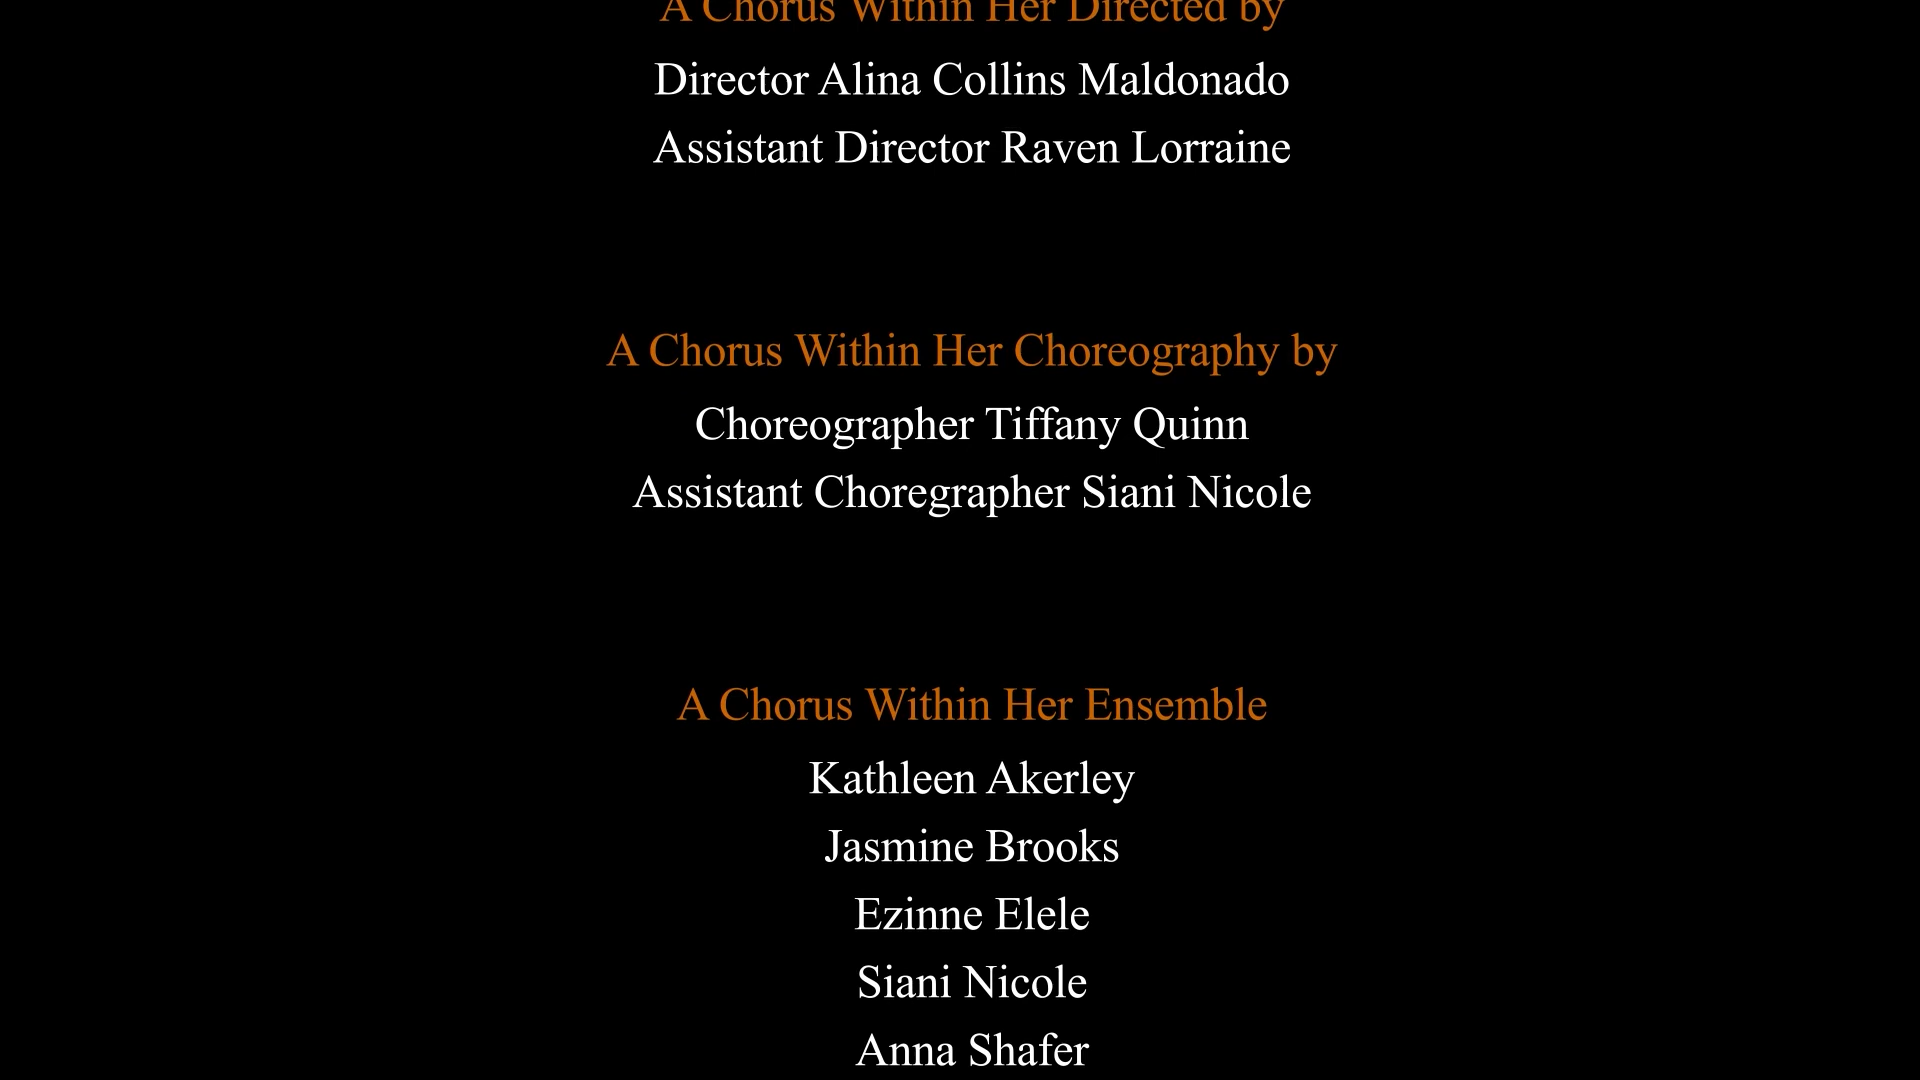 A Chorus Within Her Directed by
Director Alina Collins Maldonado
Assistant Director Raven Lorraine
A Chorus Within Her Choreography by
Choreographer Tiffany Quinn
Assistant Choregrapher Siani Nicole
A Chorus Within Her Ensemble
Kathleen Akerley
Jasmine Brooks
Ezinne Elele
Siani Nicole
Anna Shafer